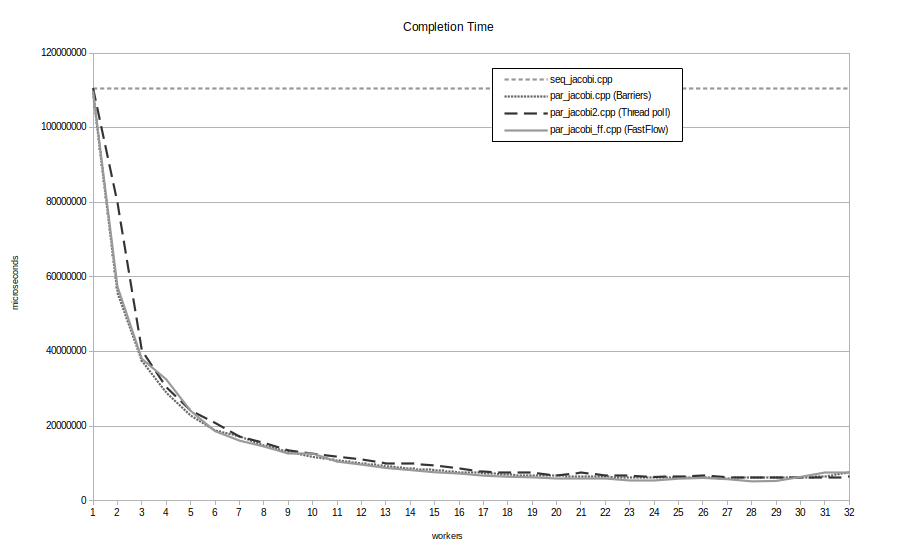 Completion Time
120000000
100000000
80000000
60000000
40000000
20000000
0
microseconds
seq_jacobi.cpp
par_jacobi.cpp (Barriers)
par_jacobi2.cpp (Thread poll)
par_jacobi_ff.cpp (FastFlow)
1 2 3 4 5 6 7 8 9 10 11 12 13 14 15 16 17 18 19 20 21 22 23 24 25 26 27 28 29 30 31 32
workers